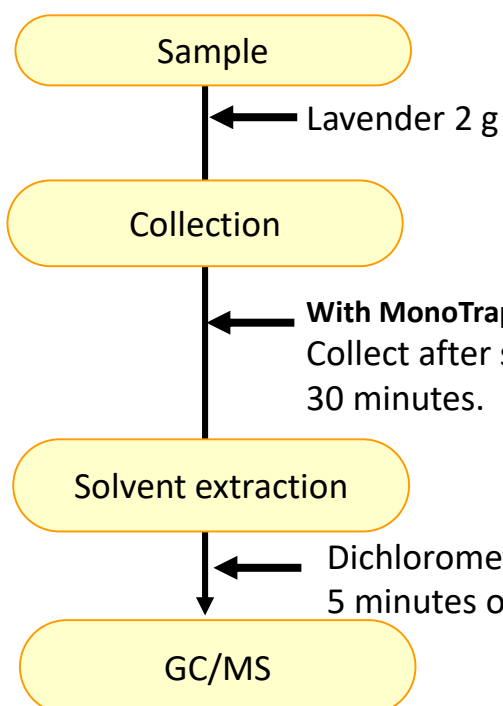 Sample
Lavender 2 g
Collection
With MonoTrap
Collect after
30 minutes.
Solvent extraction
5 minutes
GC/MS